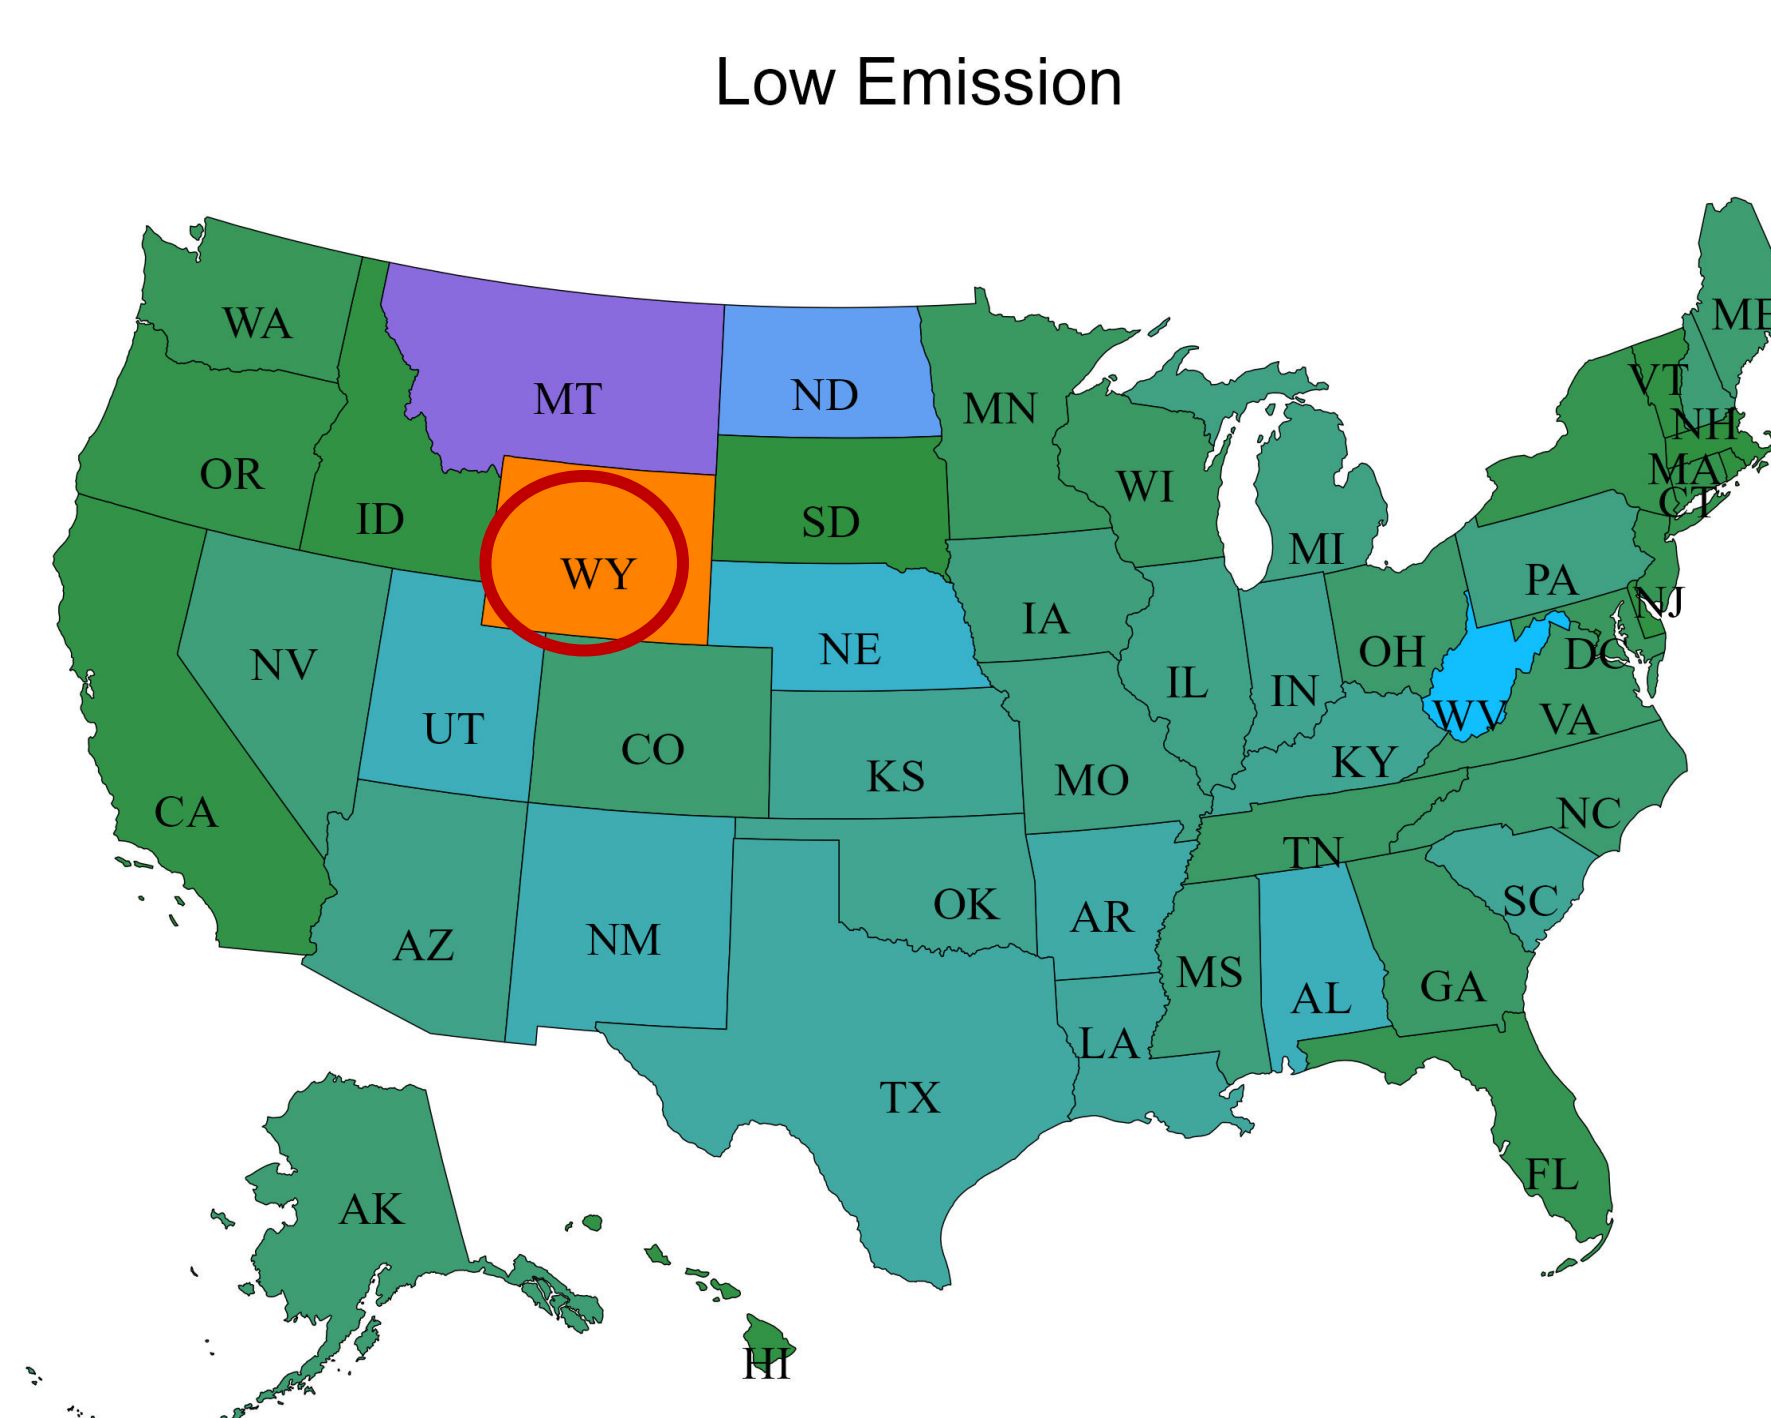 Low Emission
WA
MT
ND
MN
ME
VT
NH
MA
CT
OR
ID
WY
SD
WI
MI
PA
NJ
NV
UT
CO
NE
IA
IL
IN
OH
DC
WV
VA
CA
KS
MO
KY
NC
AZ
NM
OK
AR
TN
SC
MS
AL
GA
LA
TX
FL
AK
HI